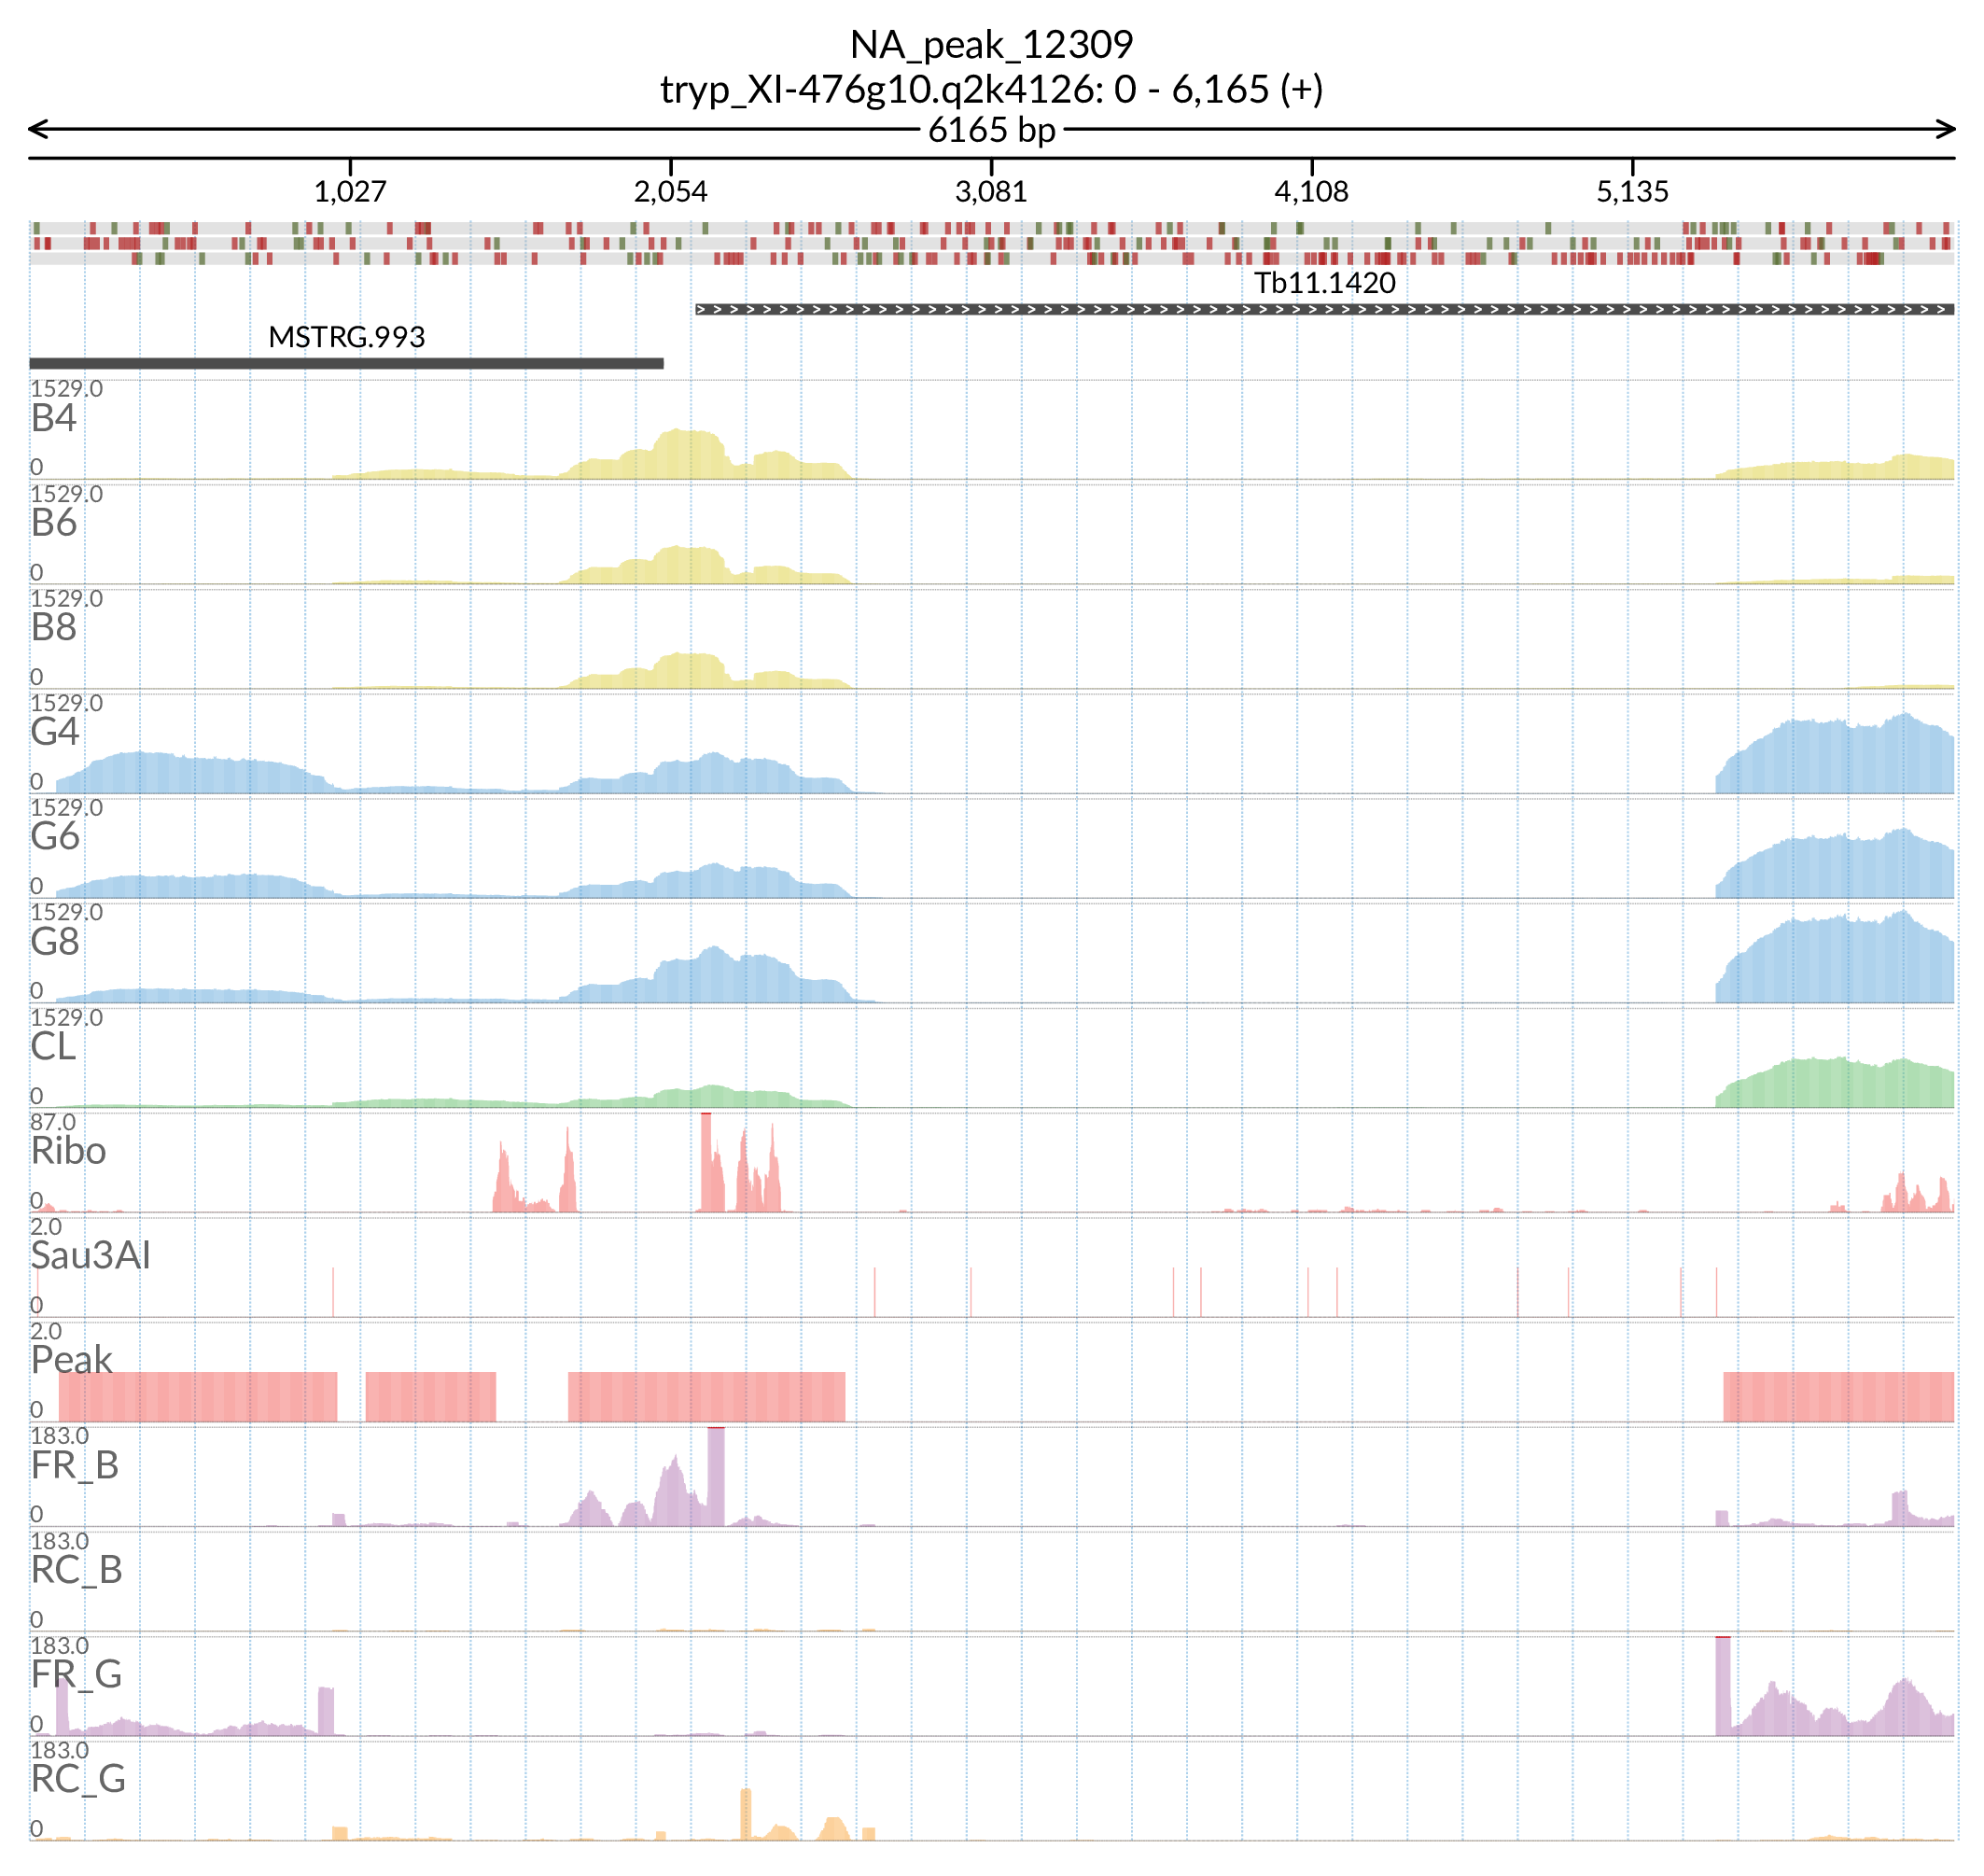 NA_peak_12309
tryp_XI-476g10.q2k4126: 0 - 6,165 (+)
6165 bp
1,027 2,054 3,081 4,108 5,135
Tb11.1420
MSTRG.993
1529.0
B4
0
1529.0
B6
0
1529.0
B8
0
1529.0
G4
0
1529.0
G6
0
1529.0
G8
0
1529.0
CL
0
87.0
Ribo
0
2.0
Sau3AI
0
2.0
Peak
0
183.0
FR_B
0
183.0
RC_B
0
183.0
FR_G
0
183.0
RC_G
0